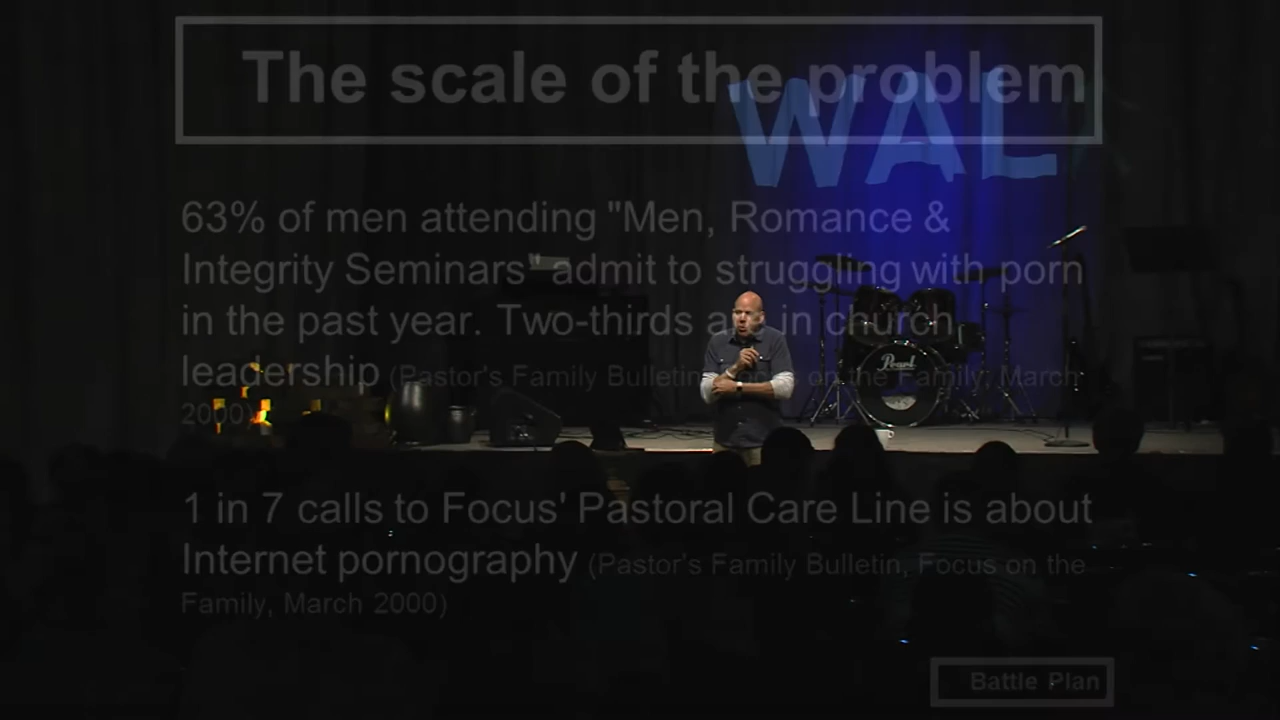 The scale of the problem
WAL
63% of men attending "Men, Romance &
Integrity Seminars" admit to struggling with porn
in the past year. Two-thirds are in church
leadership (Pastor's Family Bulletin, Focus on the Family, March
2000)
Pearl
1 in 7 calls to Focus' Pastoral Care Line is about
Internet pornography (Pastor's Family Bulletin, Focus on the
Family, March 2000)
Battle Plan